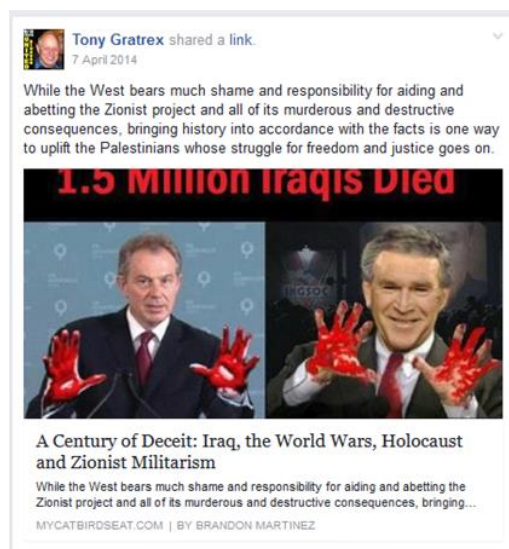 Tony Gratrex shared a link.
7 April 2014
While the West bears much shame and responsibility for aiding and
abetting the Zionist project and all of its murderous and destructive
consequences, bringing history into accordance with the facts is one way
to uplift the Palestinians whose struggle for freedom and justice goes on.
1.5 Million Iraqis Died
INGSOC
A Century of Deceit: Iraq, the World Wars, Holocaust
and Zionist Militarism
While the West bears much shame and responsibility for aiding and abetting the
Zionist project and all of its murderous and destructive consequences, bringing...
MYCATBIRDSEAT.COM | BY BRANDON MARTINEZ